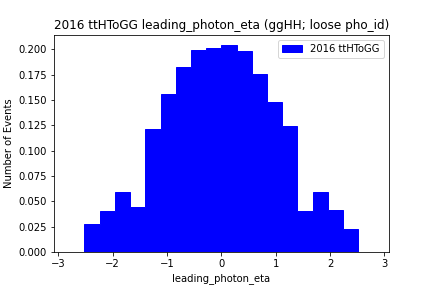 2016 ttHToGG leading_photon_eta (ggHH; loose pho_id)
2016 ttHToGG
Number of Events
0.200
0.175
0.150
0.125
0.100
0.075
0.050
0.025
0.000
−3 −2 −1 0 1 2 3
leading_photon_eta